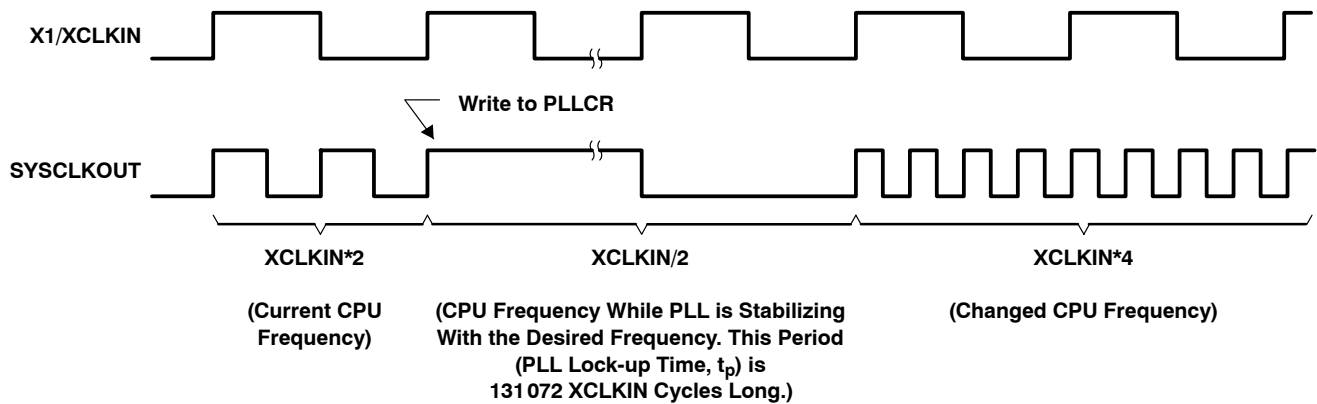 X1/XCLKIN
Write to PLLCR
SYSCLKOUT
XCLKIN*2
XCLKIN/2
XCLKIN*4
(Current CPU
Frequency)
(CPU Frequency While PLL is Stabilizing
With the Desired Frequency. This Period
(PLL Lock-up Time, tp) is
131072 XCLKIN Cycles Long.)
(Changed CPU Frequency)